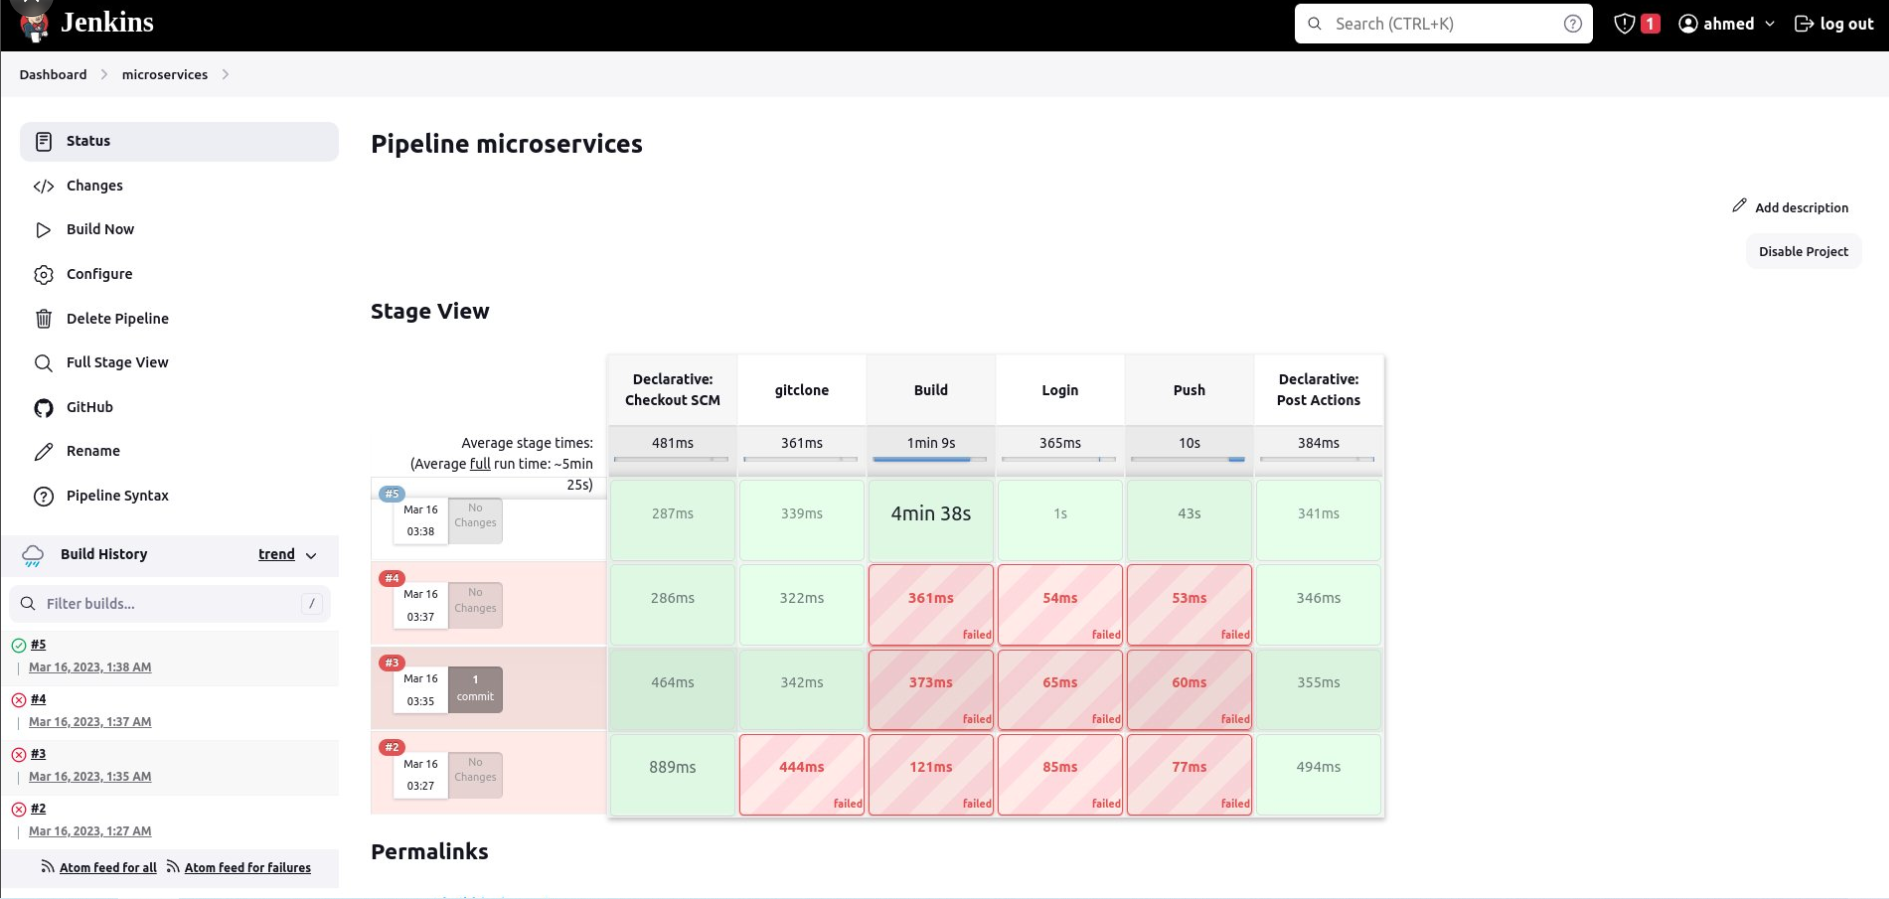 Jenkins
Search (CTRL+K)
1
ahmed
log out
Dashboard
microservices
Status
Changes
Build Now
Configure
Delete Pipeline
Full Stage View
GitHub
Rename
Pipeline Syntax
Build History
trend
Filter builds...
/
#5
Mar 16, 2023, 1:38 AM
#4
Mar 16, 2023, 1:37 AM
#3
Mar 16, 2023, 1:35 AM
#2
Mar 16, 2023, 1:27 AM
Atom feed for all
Atom feed for failures
Pipeline microservices
Add description
Disable Project
Stage View
Declarative: Checkout SCM
gitclone
Build
Login
Push
Declarative: Post Actions
Average stage times:
(Average full run time: ~5min
25s)
481ms
361ms
1min 9s
365ms
10s
384ms
#5
Mar 16
03:38
No
Changes
287ms
339ms
4min 38s
1s
43s
341ms
#4
Mar 16
03:37
No
Changes
286ms
322ms
361ms
failed
54ms
failed
53ms
failed
346ms
#3
Mar 16
03:35
1
commit
464ms
342ms
373ms
failed
65ms
failed
60ms
failed
355ms
#2
Mar 16
03:27
No
Changes
889ms
444ms
failed
121ms
failed
85ms
failed
77ms
failed
494ms
Permalinks